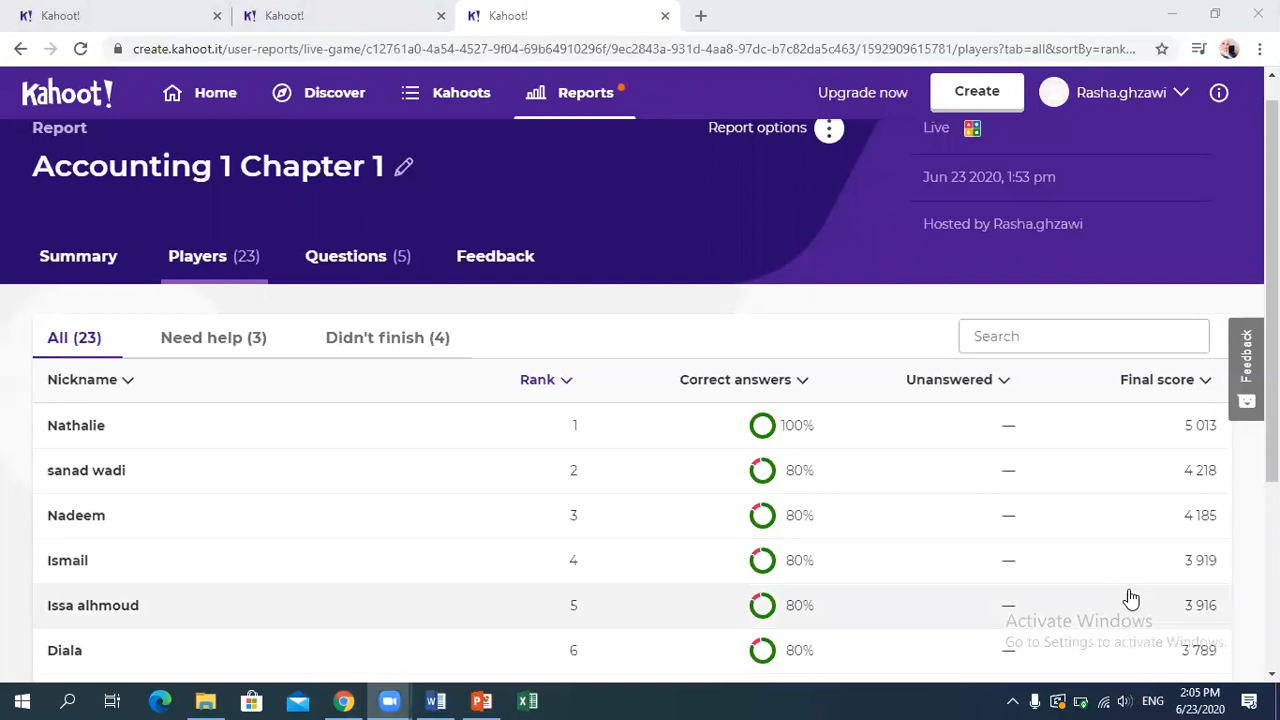 Kahoot!
Kahoot!
Kahoot!
create.kahoot.it/user-reports/live-game/c12761a0-4a54-4527-9f04-69b64910296f/9ec2843a-931d-4aa8-97dc-b7c82da5c463/1592909615781/players?tab=all&sortBy=rank...
Kahoot!
Home
Discover
Kahoots
Reports
Upgrade now
Create
Rasha.ghzawi
Report
Report options
Live
Accounting 1 Chapter 1
Jun 23 2020, 1:53 pm
Hosted by Rasha.ghzawi
Summary
Players (23)
Questions (5)
Feedback
All (23)
Need help (3)
Didn't finish (4)
Search
Feedback
Nickname Rank Correct answers Unanswered Final score
Nathalie 1 100% — 5 013
sanad wadi 2 80% — 4 218
Nadeem 3 80% — 4 185
Ismail 4 80% — 3 919
Issa alhmoud 5 80% — 3 916
Activate Windows
Go to Settings to activate Windows.
Diala 6 80% — 3 789
ENG
2:05 PM
6/23/2020